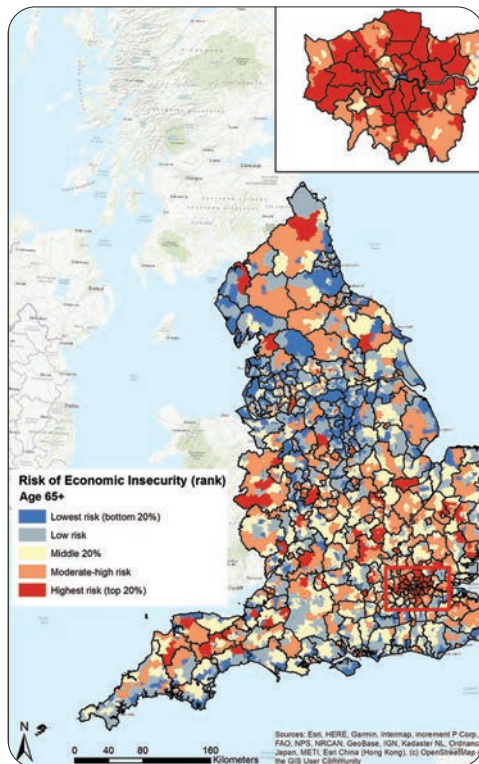 Edinburgh
Risk of Economic Insecurity (rank)
Age 65+
Lowest risk (bottom 20%)
Low risk
Middle 20%
Moderate-high risk
Highest risk (top 20%)
N
0 40 80 160
Kilometers
Sources: Esri, HERE, Garmin, Intermap, increment P Corp.,
FAO, NPS, NRCAN, GeoBase, IGN, Kadaster NL, Ordnanc
Japan, METI, Esri China (Hong Kong), (c) OpenStreetMap
the GIS User Community